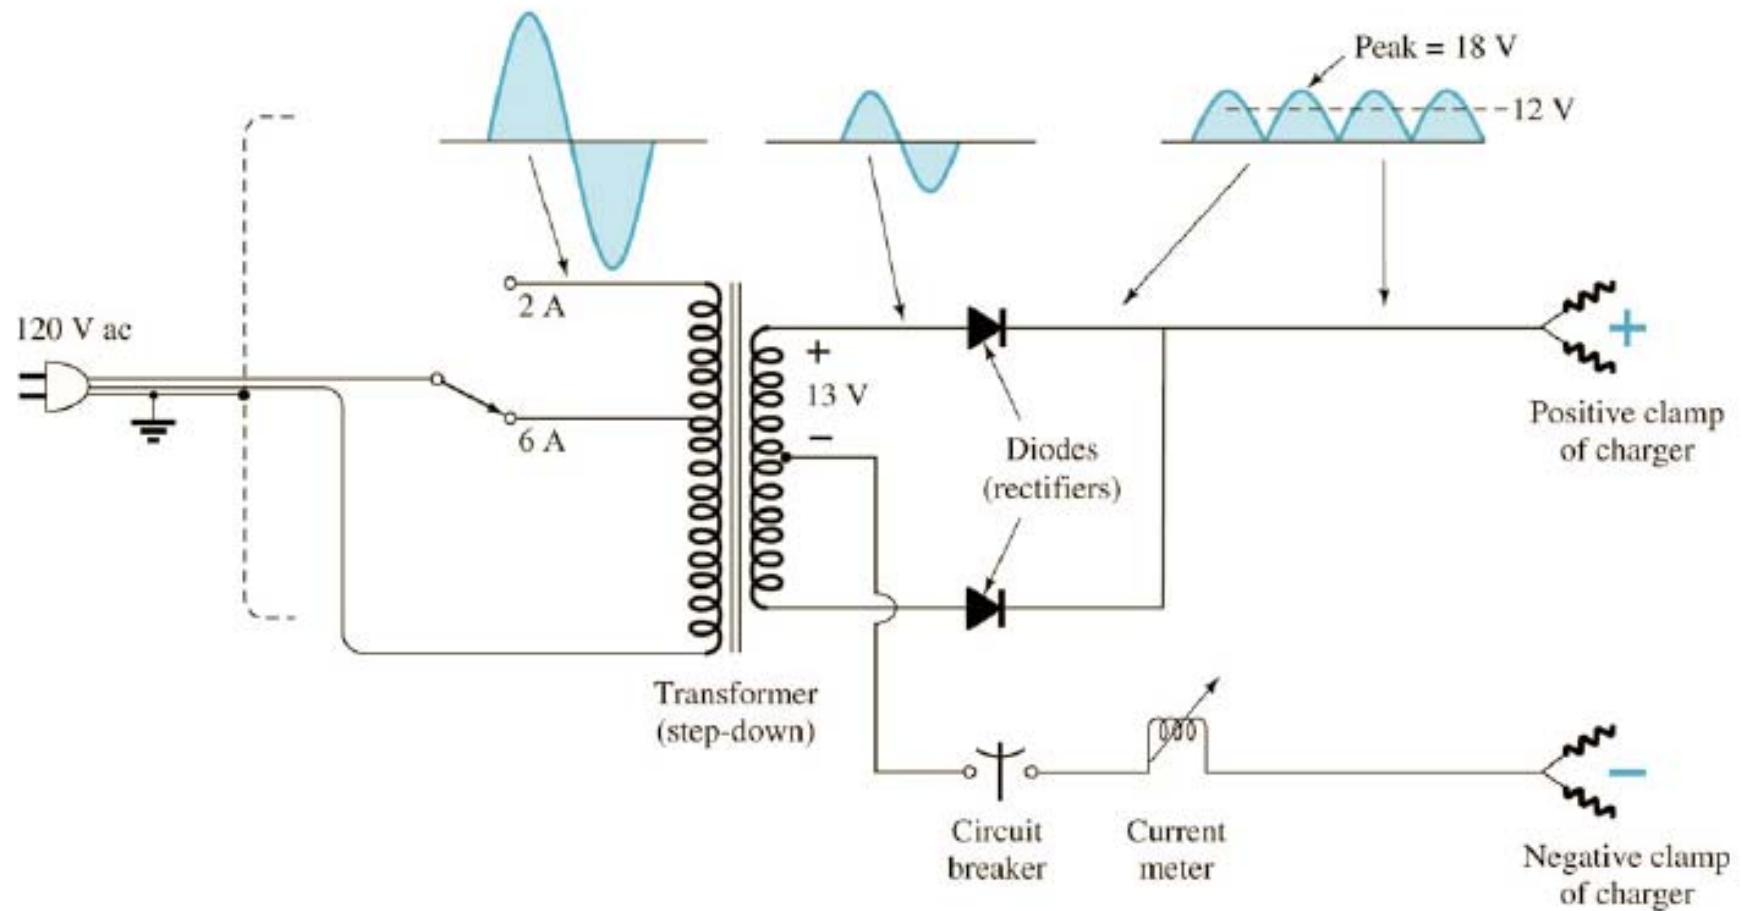 Peak = 18 V
12 V
120 V ac
2 A
6 A
+
13 V
−
Diodes
(rectifiers)
+
Positive clamp
of charger
Transformer
(step-down)
Circuit
breaker
Current
meter
−
Negative clamp
of charger